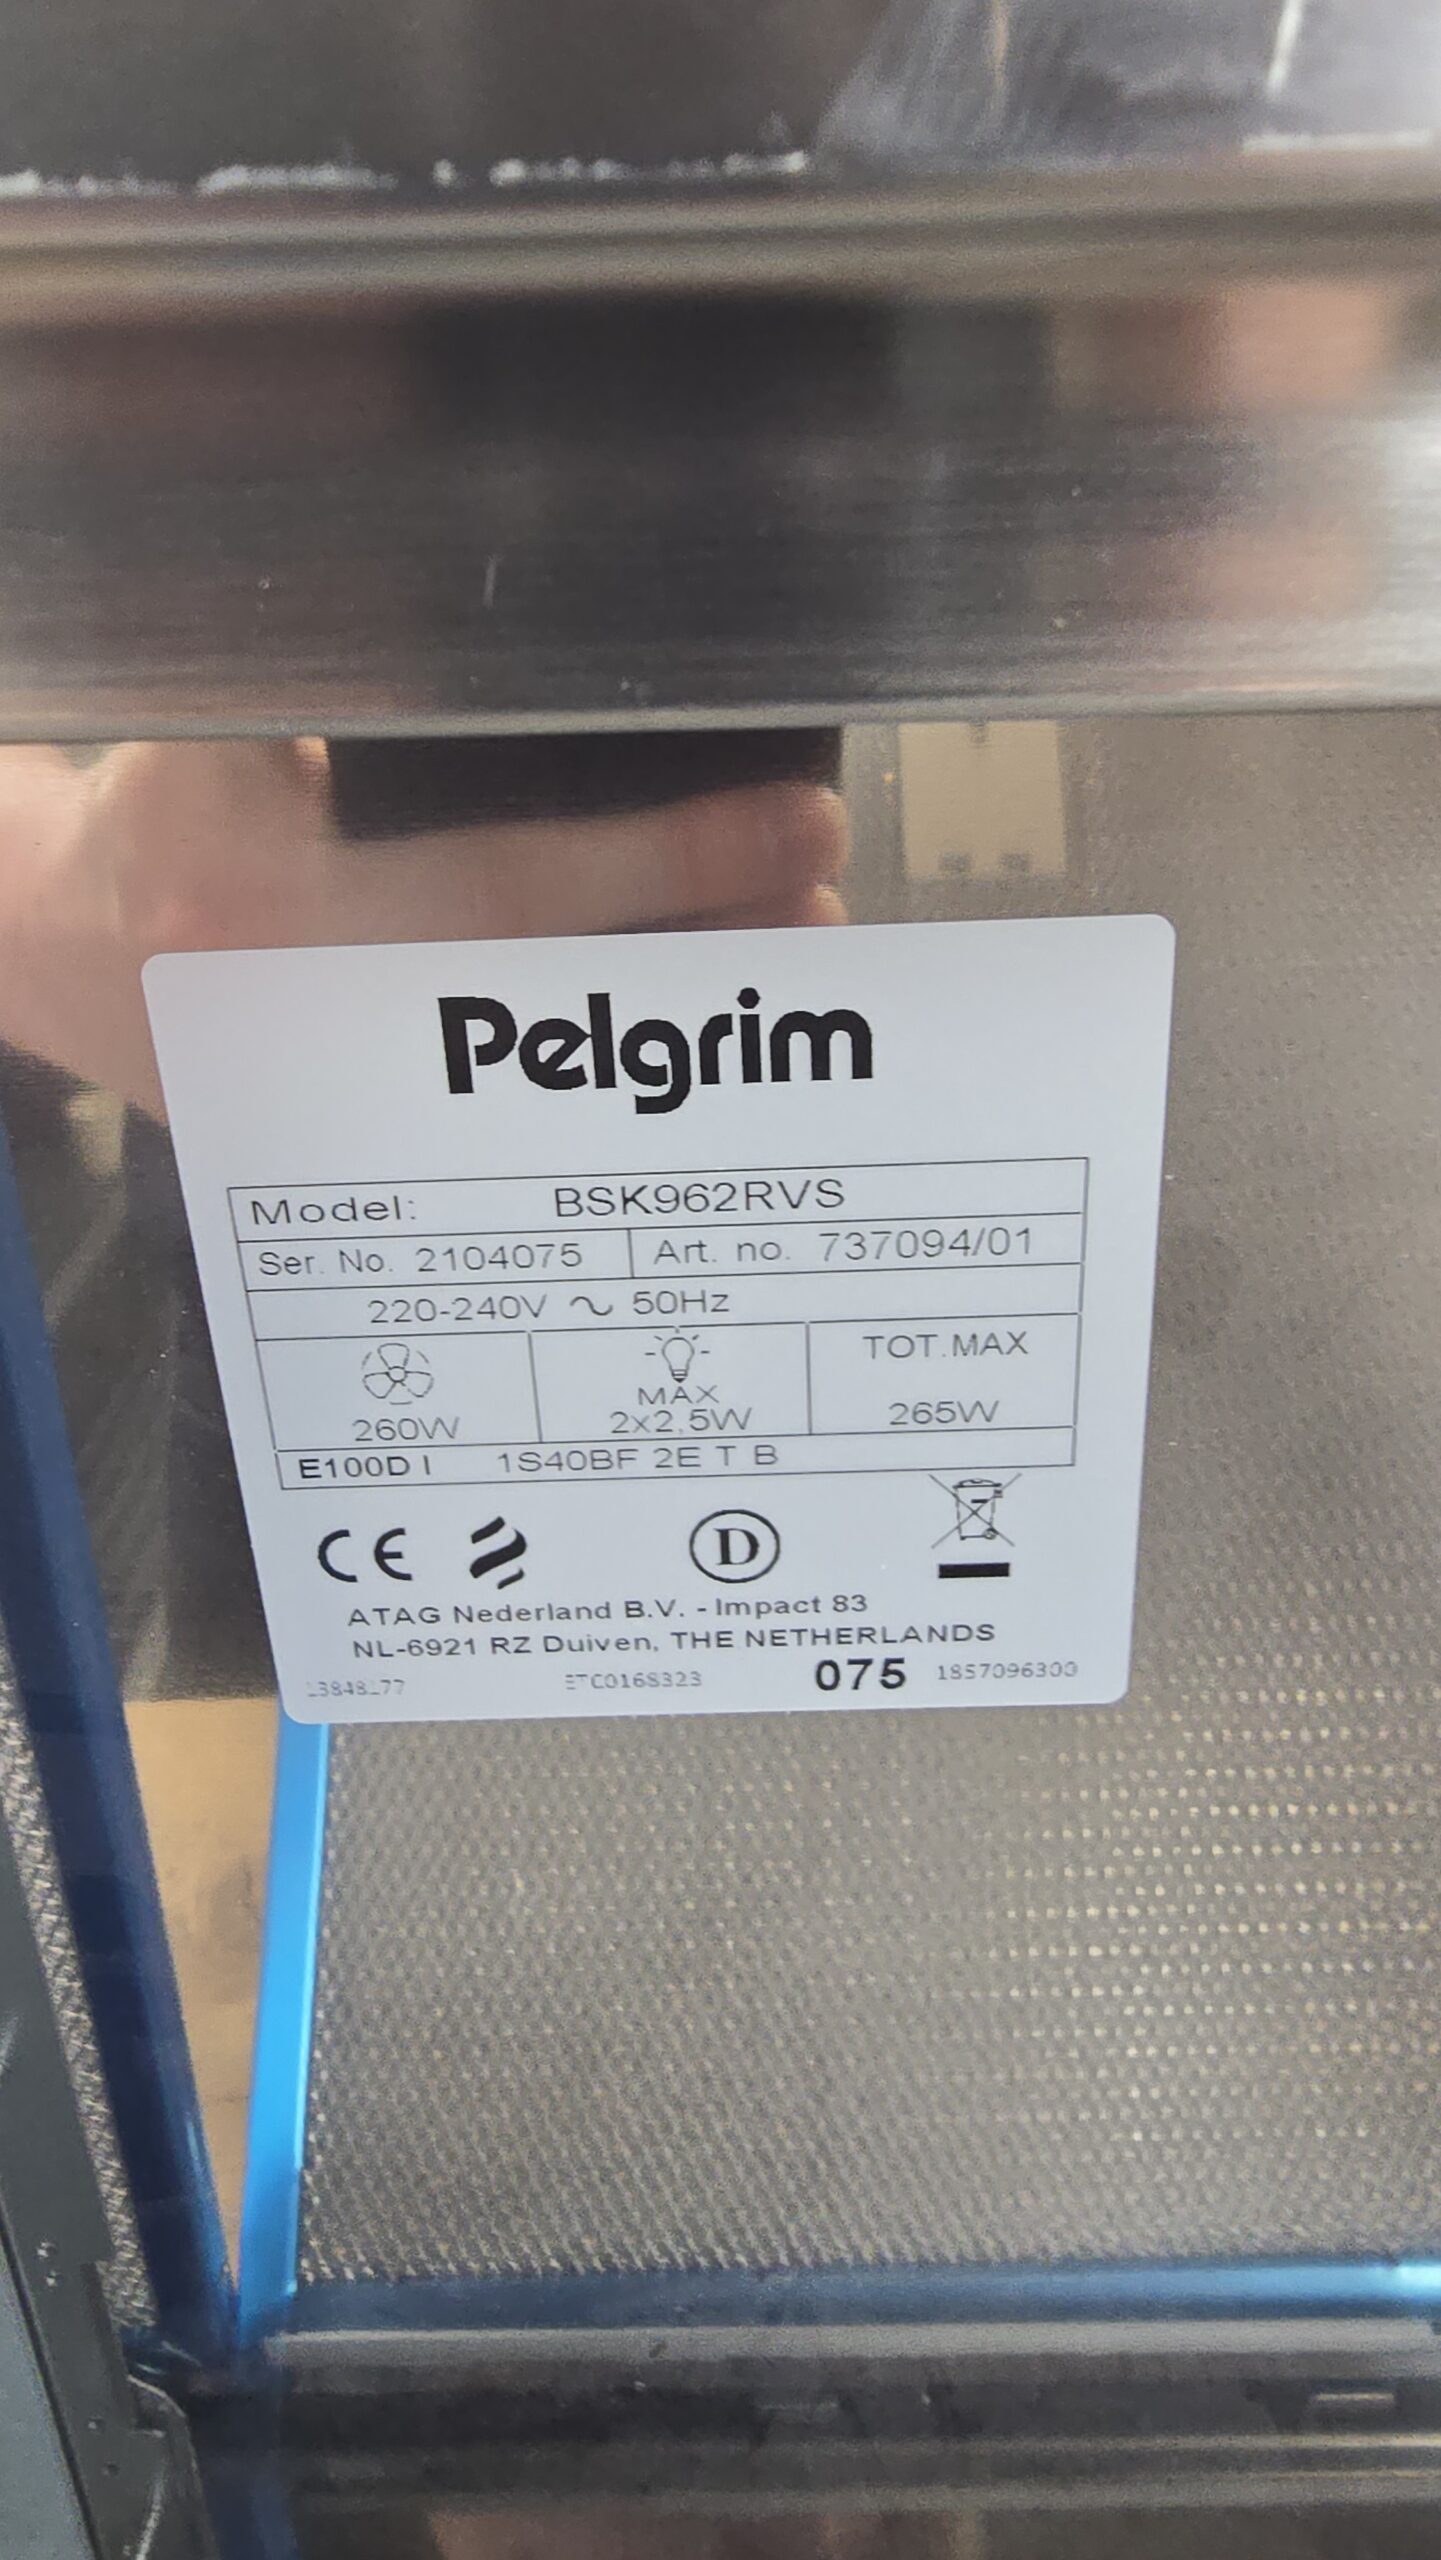 Pelgrim
Model: BSK962RVS
Ser. No. 2104075 Art. no. 737094/01
220-240V ~ 50Hz
260W
MAX
2x2,5W
TOT.MAX
265W
E100D I 1S40BF 2E T B
CE D
ATAG Nederland B.V. - Impact 83
NL-6921 RZ Duiven, THE NETHERLANDS
075 1857096300